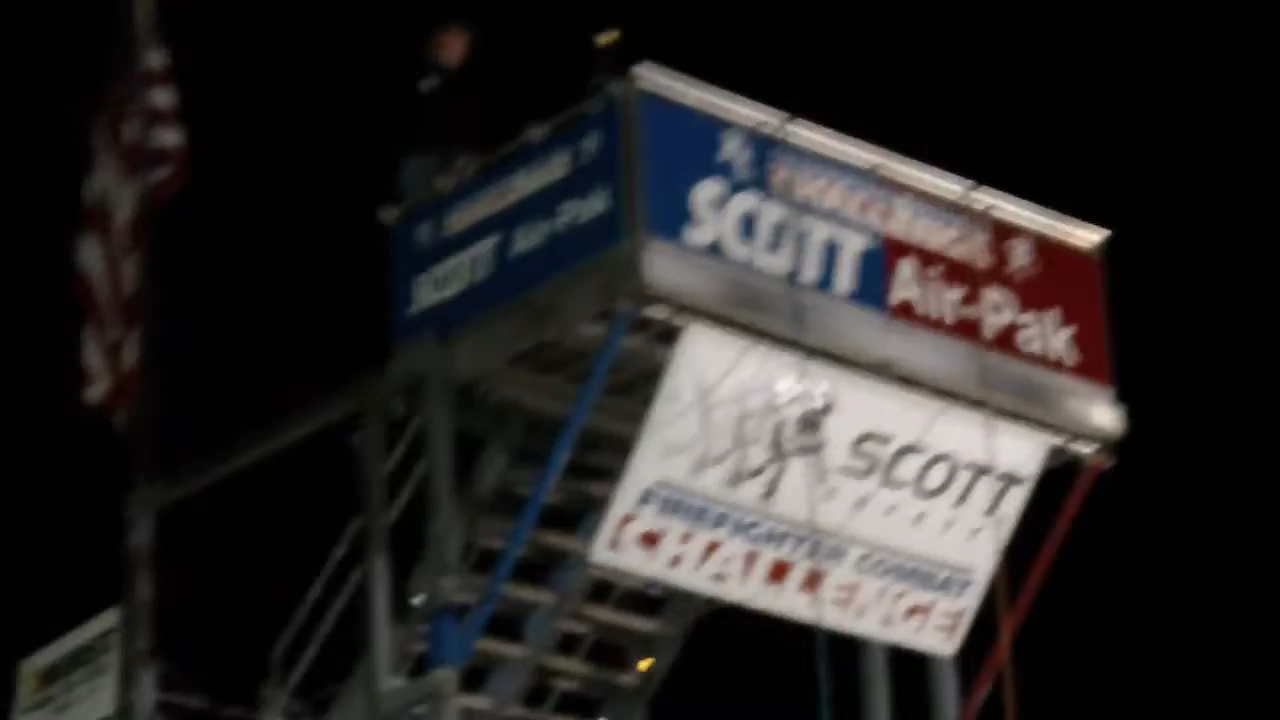 SCOTT
Air-Pak
SCOTT Air-Pak
SCOTT
FIREFIGHTER COMBAT
CHALLENGE